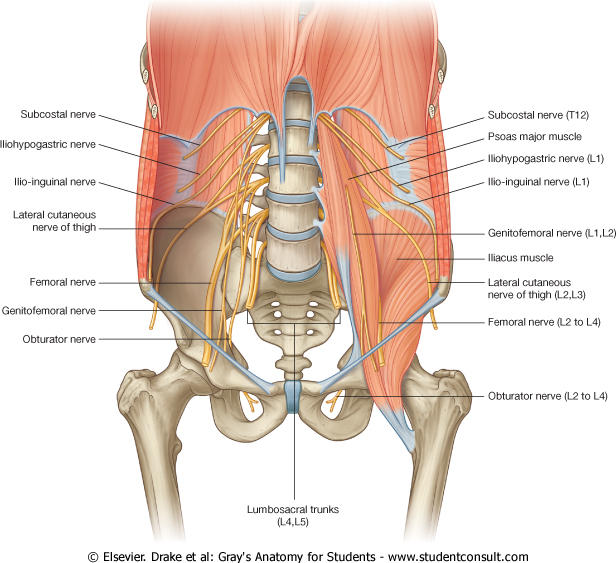 Subcostal nerve
Iliohypogastric nerve
Ilio-inguinal nerve
Lateral cutaneous
nerve of thigh
Femoral nerve
Genitofemoral nerve
Obturator nerve
Subcostal nerve (T12)
Psoas major muscle
Iliohypogastric nerve (L1)
Ilio-inguinal nerve (L1)
Genitofemoral nerve (L1,L2)
Iliacus muscle
Lateral cutaneous
nerve of thigh (L2,L3)
Femoral nerve (L2 to L4)
Obturator nerve (L2 to L4)
Lumbosacral trunks
(L4,L5)
© Elsevier. Drake et al: Gray's Anatomy for Students - www.studentconsult.com